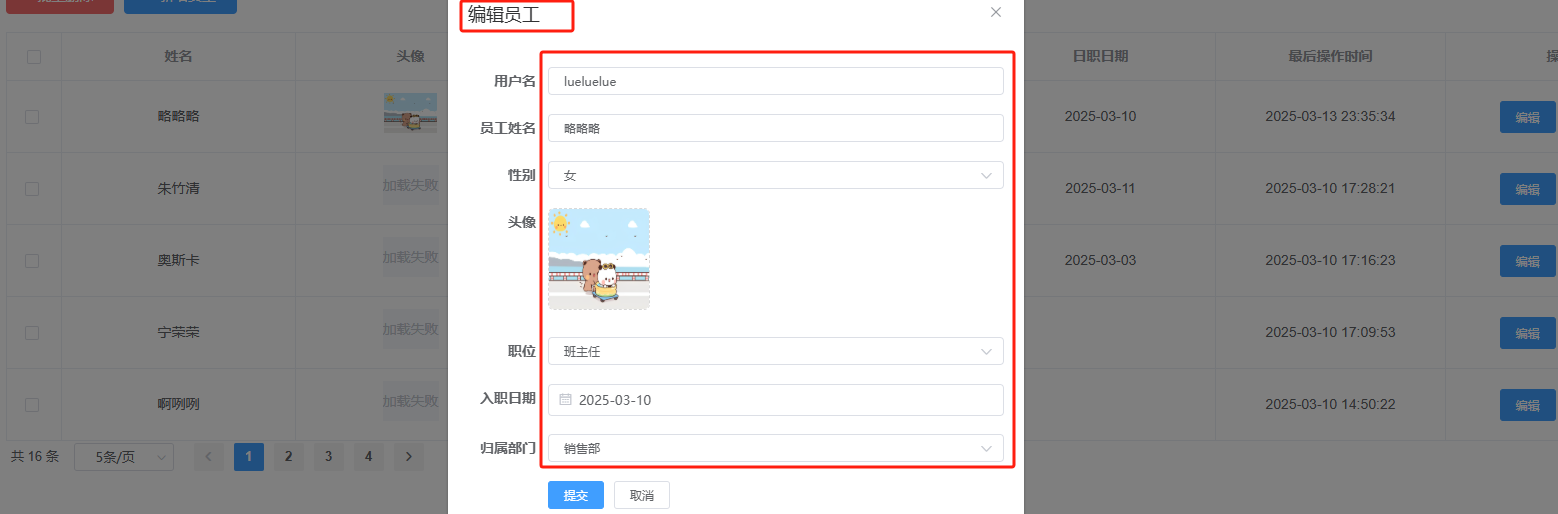 编辑员工
姓名 头像 日职日期 最后操作时间
用户名 lueluelue
略略略 2025-03-10 2025-03-13 23:35:34 编辑
员工姓名 略略略
性别 女
朱竹清 加载失败 2025-03-11 2025-03-10 17:28:21 编辑
头像
奥斯卡 加载失败 2025-03-03 2025-03-10 17:16:23 编辑
宁荣荣 加载失败 2025-03-10 17:09:53 编辑
职位 班主任
入职日期 2025-03-10
啊咧咧 加载失败 2025-03-10 14:50:22 编辑
归属部门 销售部
共 16 条 5条/页 1 2 3 4
提交 取消